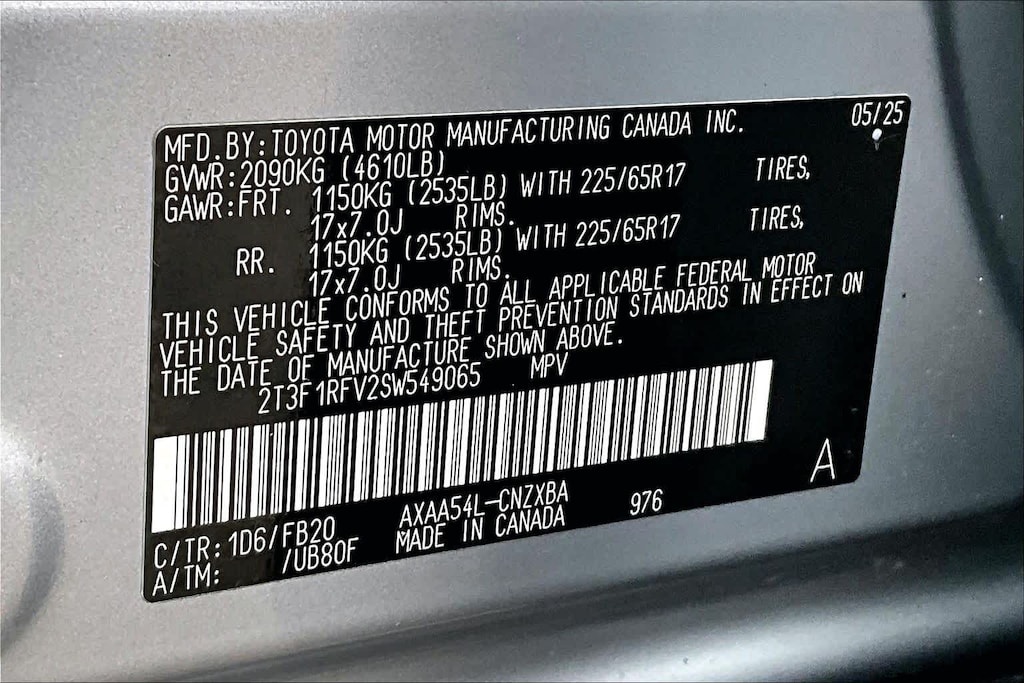 05/25
MFD.BY:TOYOTA MOTOR MANUFACTURING CANADA INC.
GVWR:2090KG (4610LB)
GAWR:FRT. 1150KG (2535LB) WITH 225/65R17 TIRES,
17x7.0J RIMS.
RR. 1150KG (2535LB) WITH 225/65R17 TIRES,
17x7.0J RIMS.
THIS VEHICLE CONFORMS TO ALL APPLICABLE FEDERAL MOTOR
VEHICLE SAFETY AND THEFT PREVENTION STANDARDS IN EFFECT ON
THE DATE OF MANUFACTURE SHOWN ABOVE.
2T3F1RFV2SW549065 MPV
A
C/TR:1D6/FB20 AXAA54L-CNZXBA 976
A/TM: /UB80F MADE IN CANADA